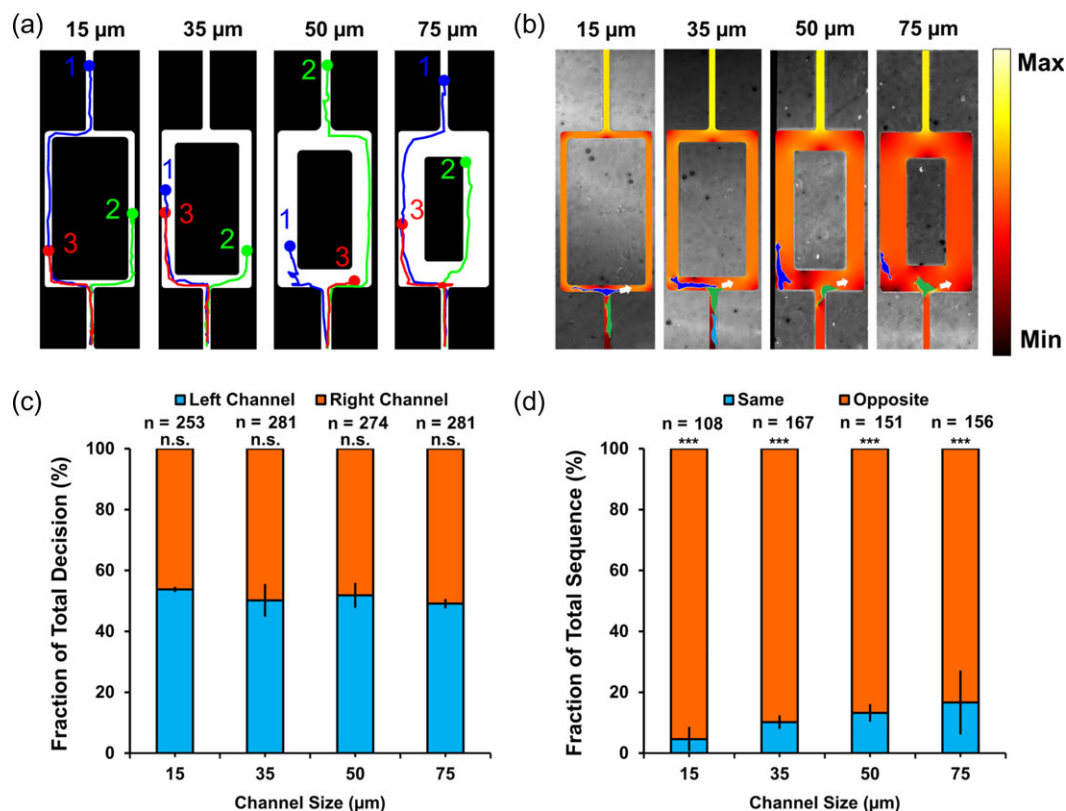 (a)
15 µm 35 µm 50 µm 75 µm
1 2 3
1 3 2
2 1 3
1 2 3
(b)
15 µm 35 µm 50 µm 75 µm
Max
Min
(c)
Left Channel Right Channel
n = 253 n = 281 n = 274 n = 281
n.s. n.s. n.s. n.s.
Fraction of Total Decision (%)
100
80
60
40
20
0
15 35 50 75
Channel Size (µm)
(d)
Same Opposite
n = 108 n = 167 n = 151 n = 156
*** *** *** ***
Fraction of Total Sequence (%)
100
80
60
40
20
0
15 35 50 75
Channel Size (µm)